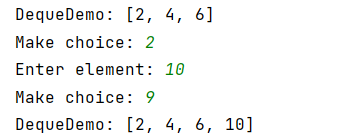 DequeDemo: [2, 4, 6]
Make choice: 2
Enter element: 10
Make choice: 9
DequeDemo: [2, 4, 6, 10]